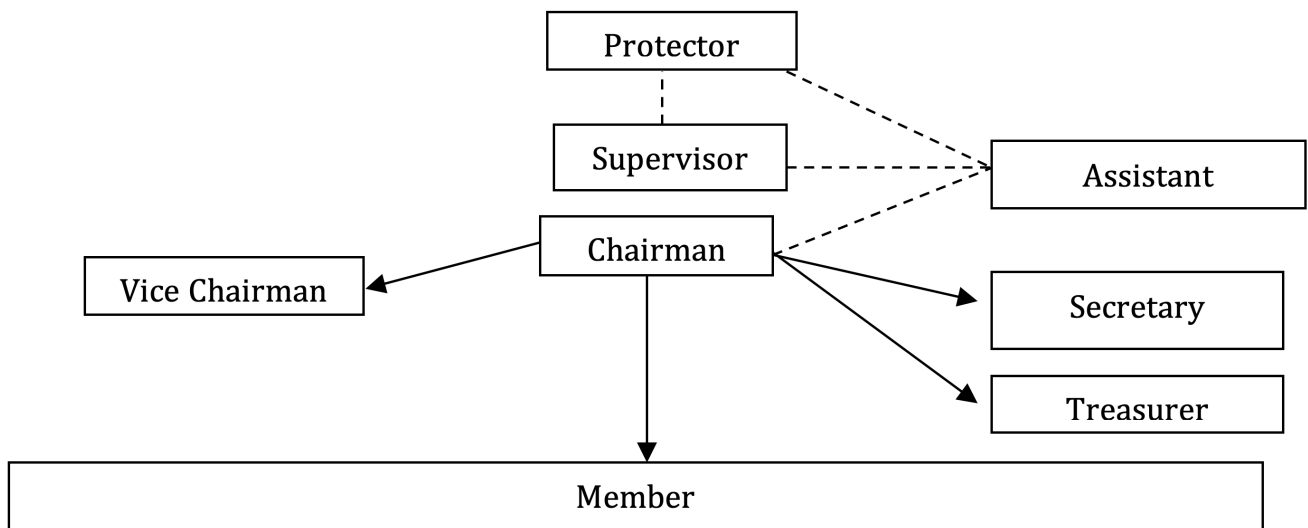 Protector
Supervisor
Assistant
Chairman
Vice Chairman
Secretary
Treasurer
Member